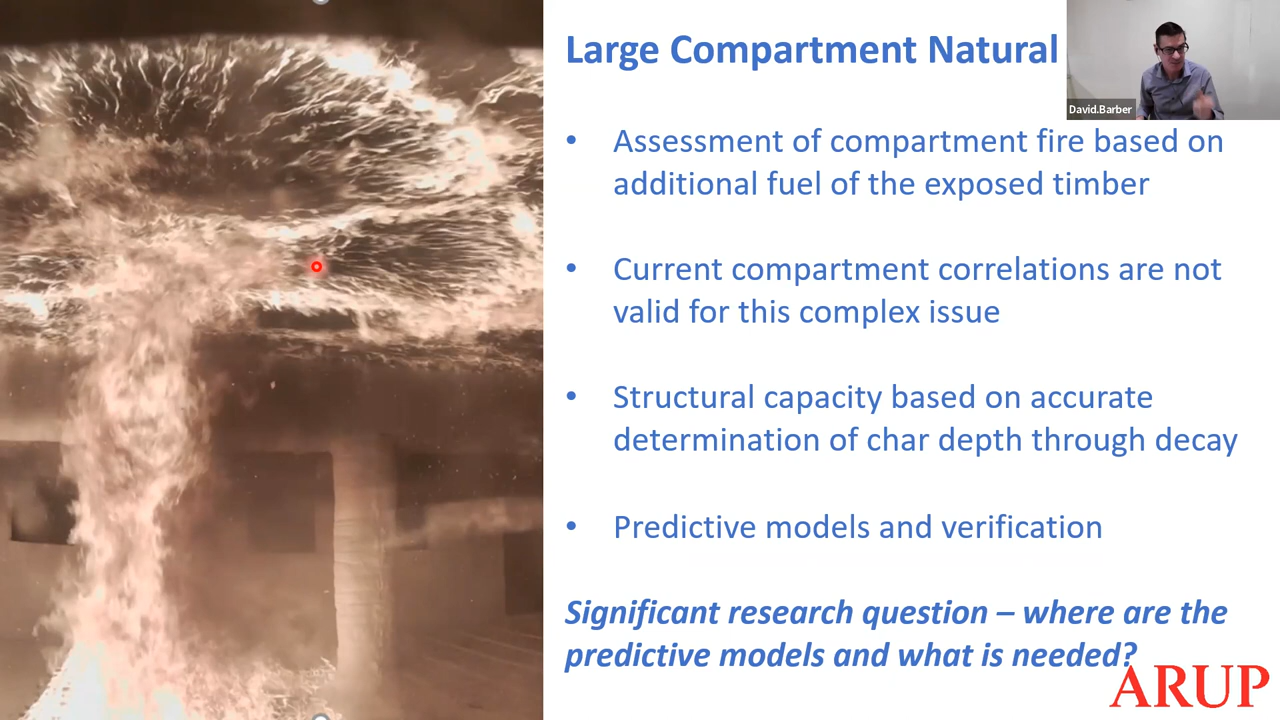 Large Compartment Natural
David.Barber
• Assessment of compartment fire based on
additional fuel of the exposed timber
• Current compartment correlations are not
valid for this complex issue
• Structural capacity based on accurate
determination of char depth through decay
• Predictive models and verification
Significant research question – where are the
predictive models and what is needed?
ARUP